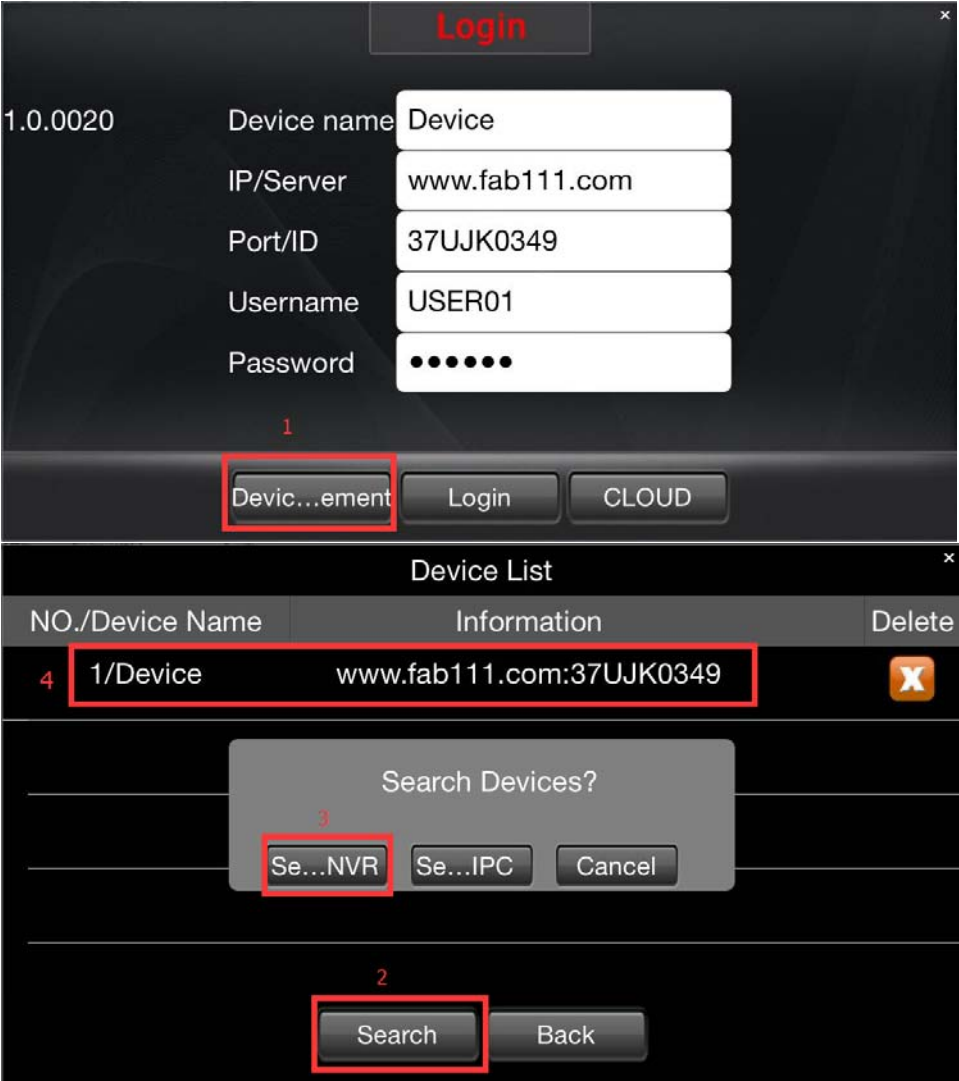 Login
×
1.0.0020
Device name Device
IP/Server www.fab111.com
Port/ID 37UJK0349
Username USER01
Password ●●●●●●
1
Devic...ement Login CLOUD
Device List
×
NO./Device Name Information Delete
4 1/Device www.fab111.com:37UJK0349 X
Search Devices?
3
Se...NVR Se...IPC Cancel
2
Search Back